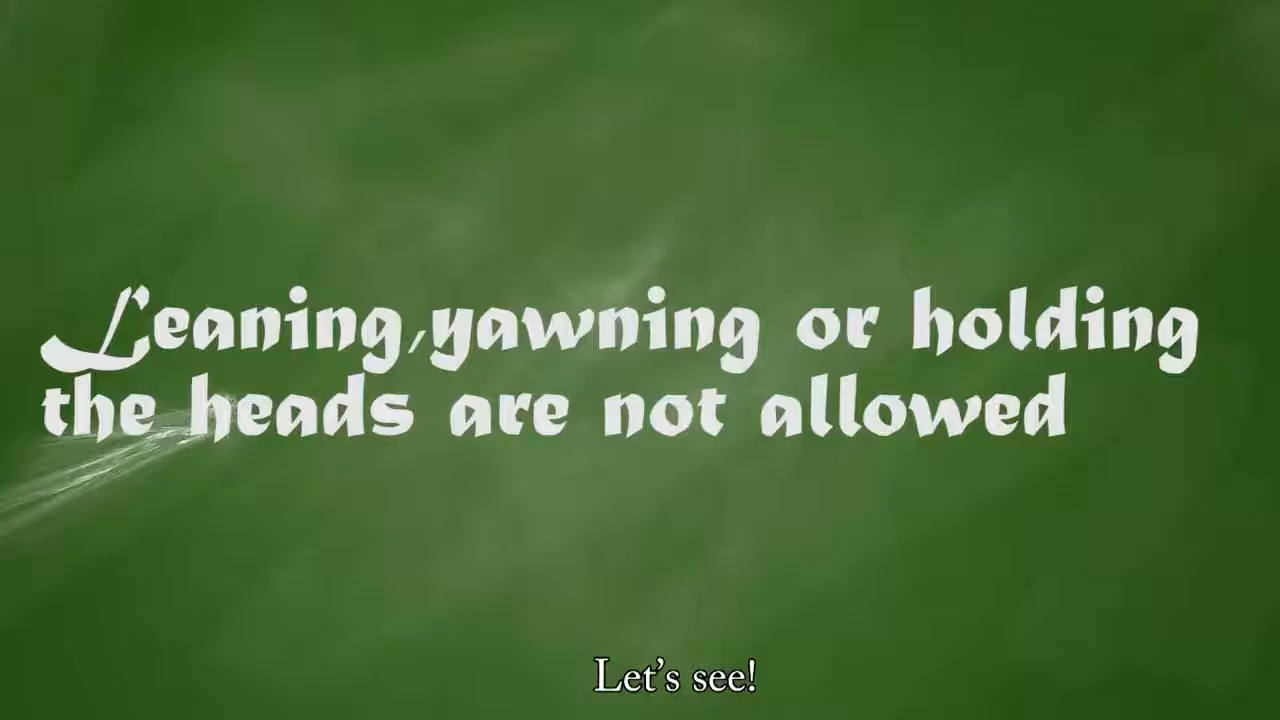 Leaning,yawning or holding
the heads are not allowed
Let's see!